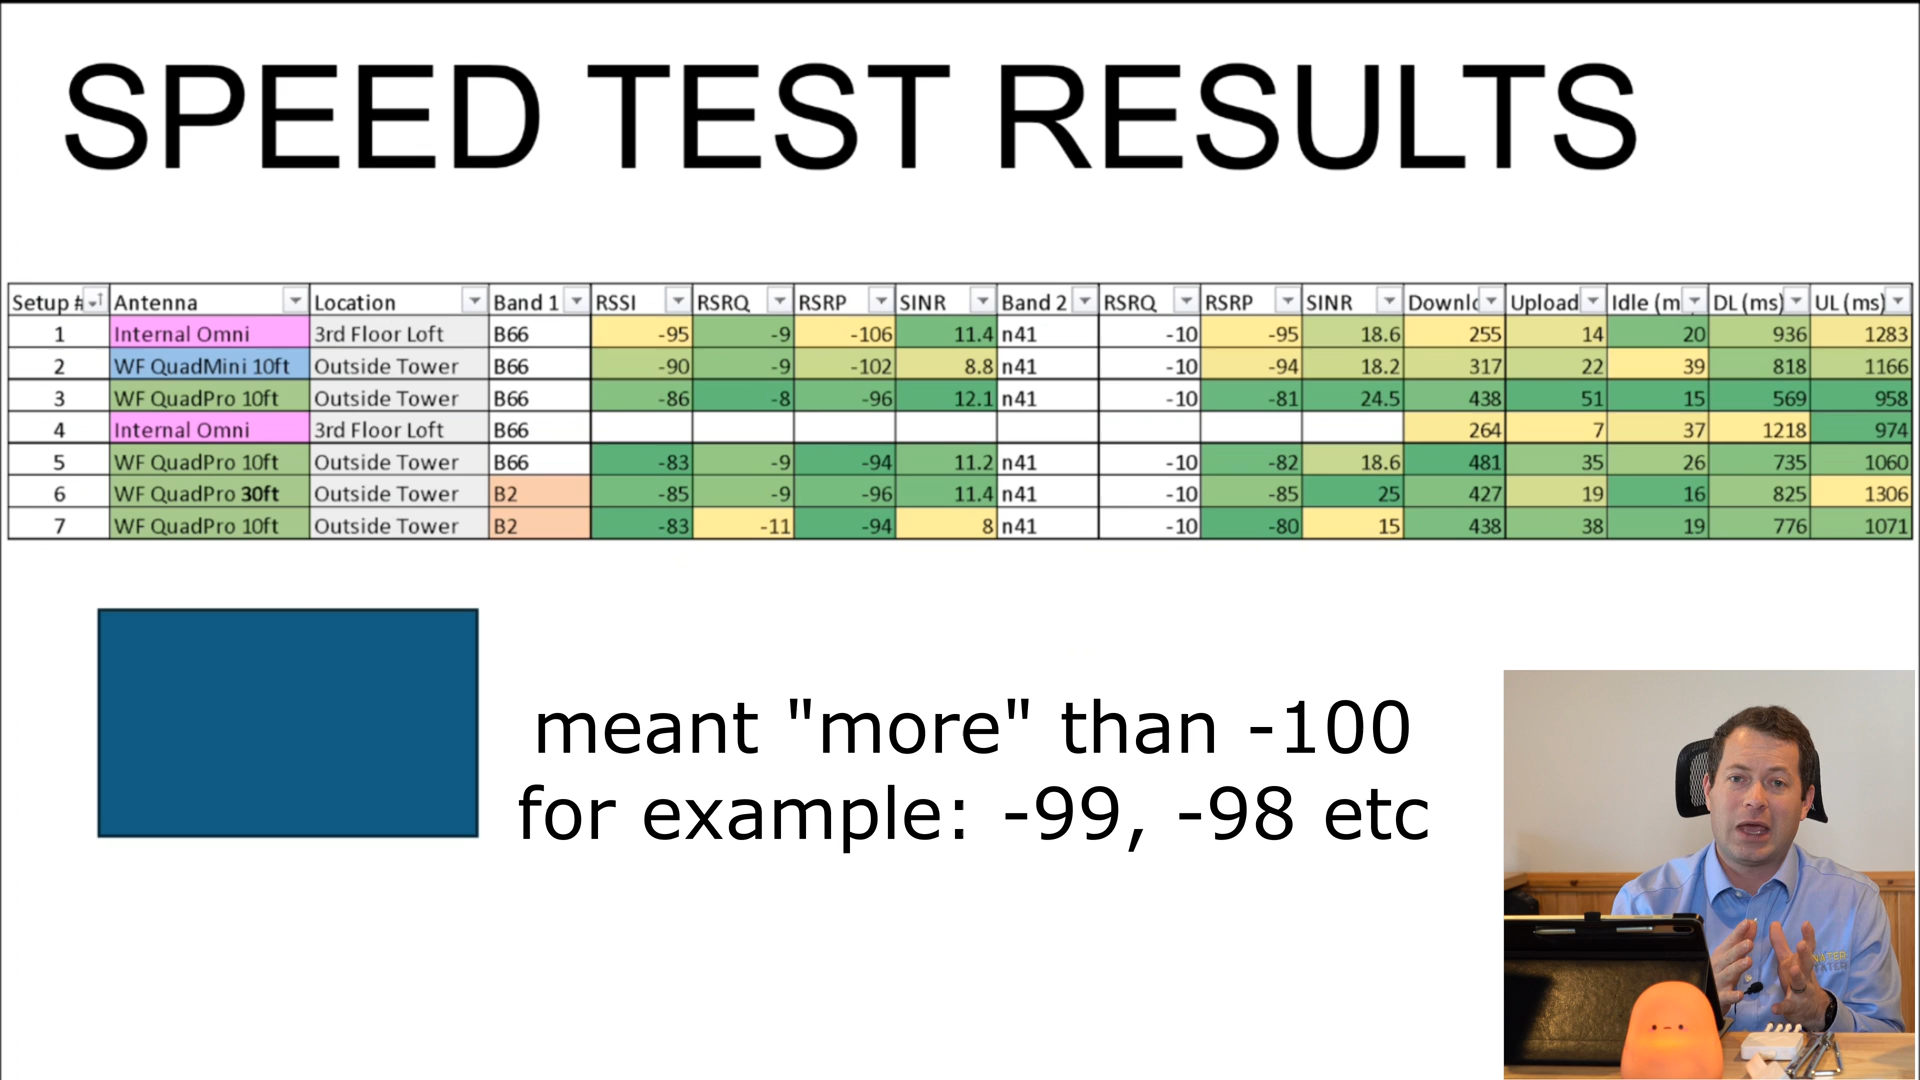 SPEED TEST RESULTS
Setup # Antenna Location Band 1 RSSI RSRQ RSRP SINR Band 2 RSRQ RSRP SINR Downlo Upload Idle (m DL (ms) UL (ms)
1 Internal Omni 3rd Floor Loft B66 -95 -9 -106 11.4 n41 -10 -95 18.6 255 14 20 936 1283
2 WF QuadMini 10ft Outside Tower B66 -90 -9 -102 8.8 n41 -10 -94 18.2 317 22 39 818 1166
3 WF QuadPro 10ft Outside Tower B66 -86 -8 -96 12.1 n41 -10 -81 24.5 438 51 15 569 958
4 Internal Omni 3rd Floor Loft B66 264 7 37 1218 974
5 WF QuadPro 10ft Outside Tower B66 -83 -9 -94 11.2 n41 -10 -82 18.6 481 35 26 735 1060
6 WF QuadPro 30ft Outside Tower B2 -85 -9 -96 11.4 n41 -10 -85 25 427 19 16 825 1306
7 WF QuadPro 10ft Outside Tower B2 -83 -11 -94 8 n41 -10 -80 15 438 38 19 776 1071
meant "more" than -100
for example: -99, -98 etc